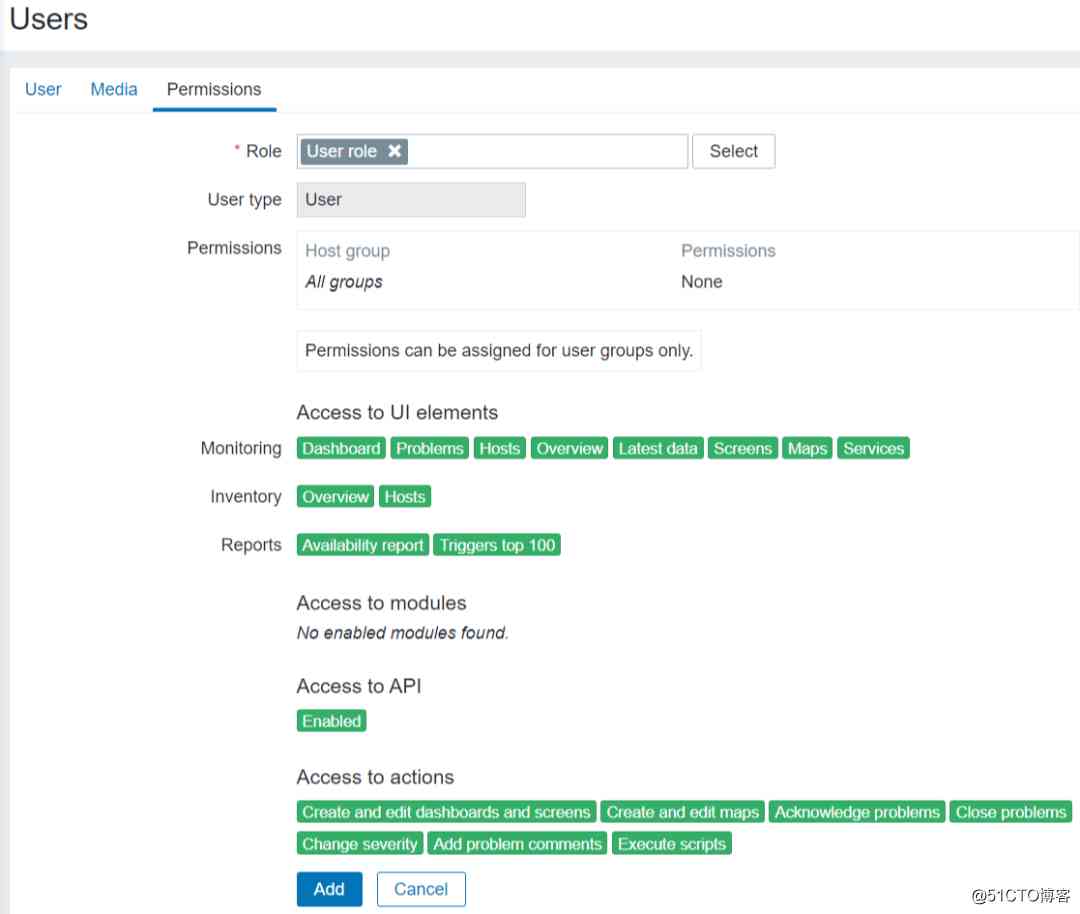 Users
User Media Permissions
* Role User role ✖ Select
User type User
Permissions Host group Permissions
All groups None
Permissions can be assigned for user groups only.
Access to UI elements
Monitoring Dashboard Problems Hosts Overview Latest data Screens Maps Services
Inventory Overview Hosts
Reports Availability report Triggers top 100
Access to modules
No enabled modules found.
Access to API
Enabled
Access to actions
Create and edit dashboards and screens Create and edit maps Acknowledge problems Close problems
Change severity Add problem comments Execute scripts
Add Cancel
@51CTO博客